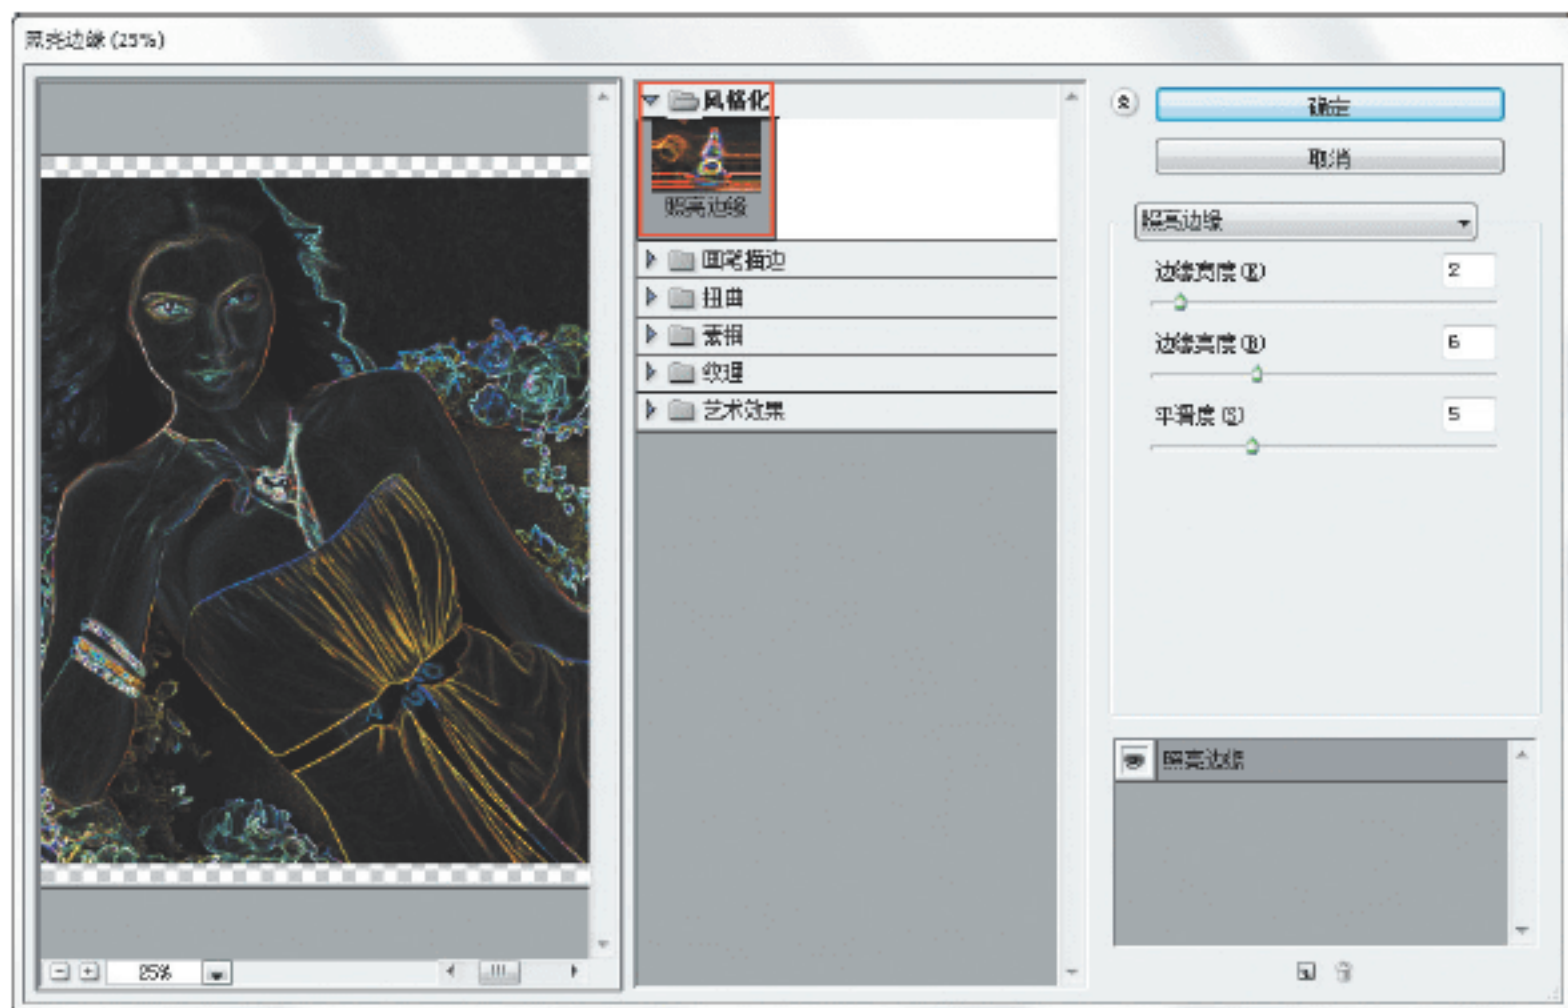 照亮边缘 (25%)
风格化
照亮边缘
画笔描边
扭曲
素描
纹理
艺术效果
25%
确定
取消
照亮边缘
边缘宽度(E) 2
边缘亮度(B) 6
平滑度(S) 5
照亮边缘